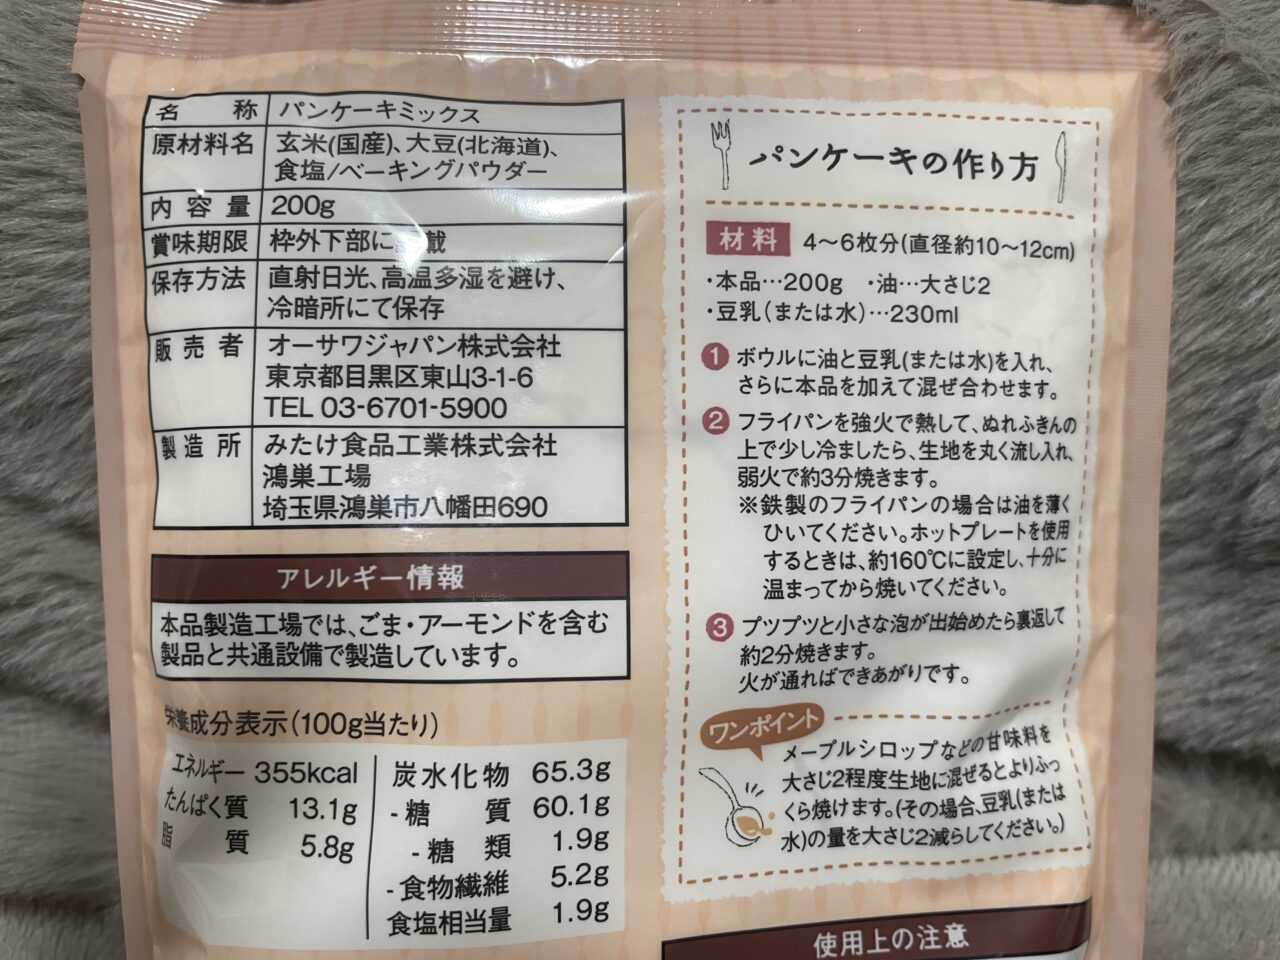 名称 パンケーキミックス
原材料名 玄米(国産)、大豆(北海道)、
食塩/ベーキングパウダー
内容量 200g
賞味期限 枠外下部に 載
保存方法 直射日光、高温多湿を避け、
冷暗所にて保存
販売者 オーサワジャパン株式会社
東京都目黒区東山3-1-6
TEL 03-6701-5900
製造所 みたけ食品工業株式会社
鴻巣工場
埼玉県鴻巣市八幡田690
アレルギー情報
本品製造工場では、ごま・アーモンドを含む
製品と共通設備で製造しています。
栄養成分表示(100g当たり)
エネルギー 355kcal
たんぱく質 13.1g
脂質 5.8g
炭水化物 65.3g
-糖質 60.1g
-糖類 1.9g
-食物繊維 5.2g
食塩相当量 1.9g
パンケーキの作り方
材料 4〜6枚分(直径約10〜12cm)
・本品…200g ・油…大さじ2
・豆乳(または水)…230ml
1 ボウルに油と豆乳(または水)を入れ、
さらに本品を加えて混ぜ合わせます。
2 フライパンを強火で熱して、ぬれふきんの
上で少し冷ましたら、生地を丸く流し入れ、
弱火で約3分焼きます。
※鉄製のフライパンの場合は油を薄く
ひいてください。ホットプレートを使用
するときは、約160℃に設定し、十分に
温まってから焼いてください。
3 プツプツと小さな泡が出始めたら裏返して
約2分焼きます。
火が通ればできあがりです。
ワンポイント
メープルシロップなどの甘味料を
大さじ2程度生地に混ぜるとよりふっ
くら焼けます。(その場合、豆乳(または
水)の量を大さじ2減らしてください。)
使用上の注意